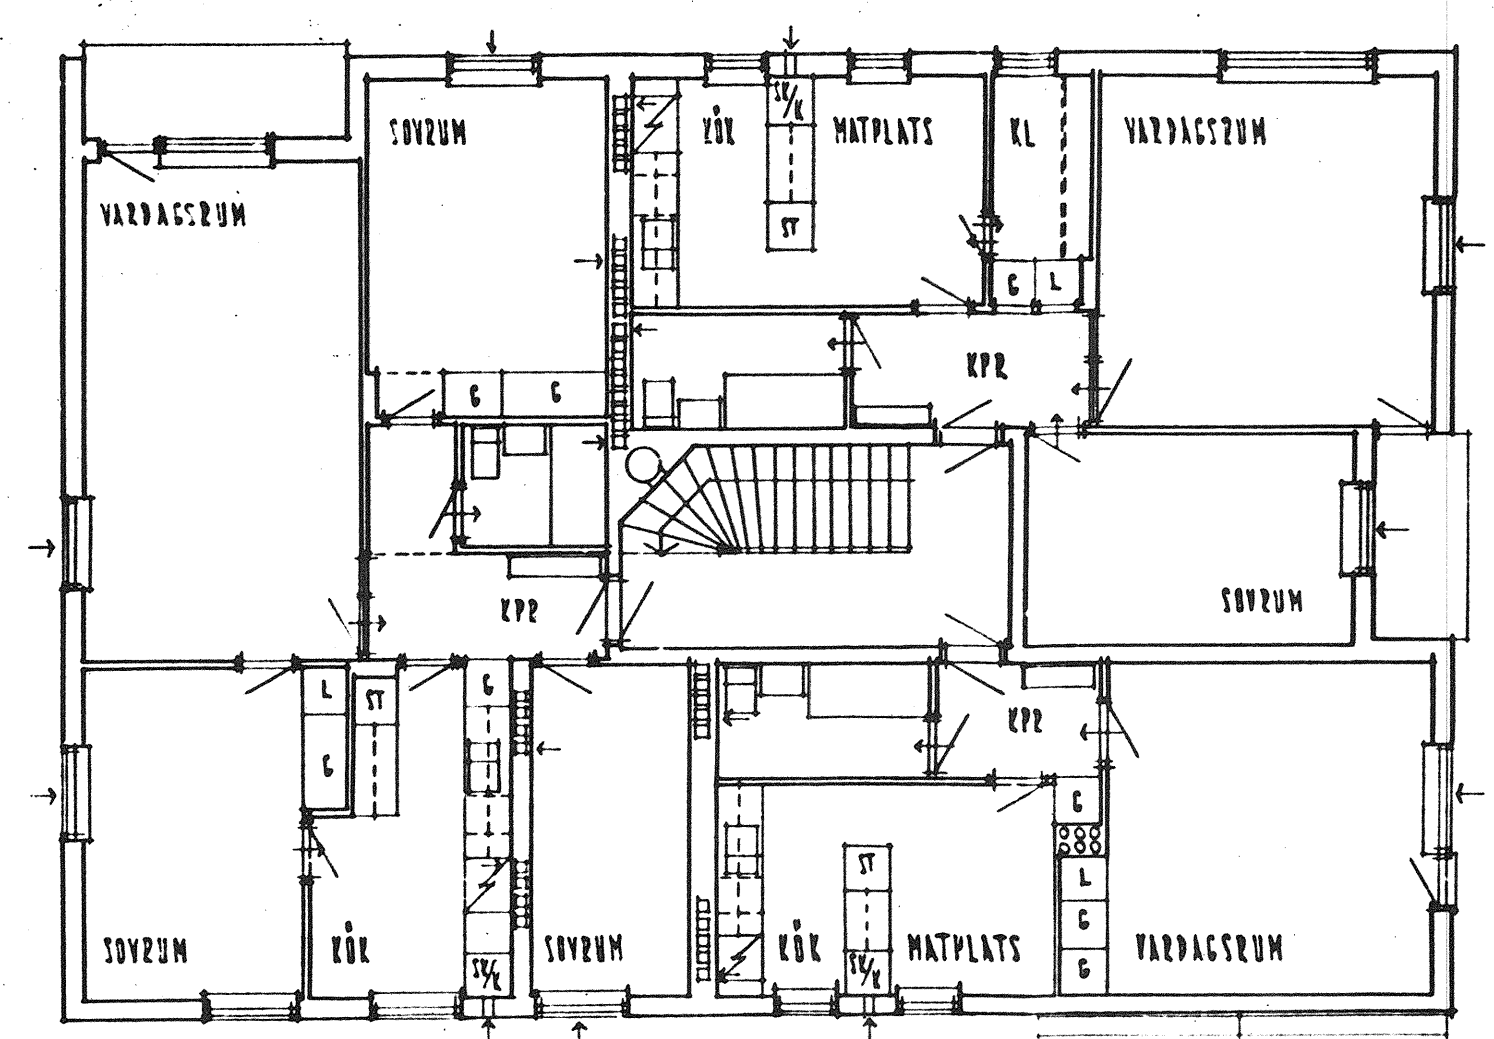 SOVRUM
SK/K
KÖK
MATPLATS
KL
VARDAGSRUM
VARDAGSRUM
ST
G
L
KPR
G
G
KPR
SOVRUM
L
ST
G
KPR
G
G
ST
L
G
SOVRUM
KÖK
SOVRUM
KÖK
MATPLATS
VARDAGSRUM
SK/K
SK/K
G